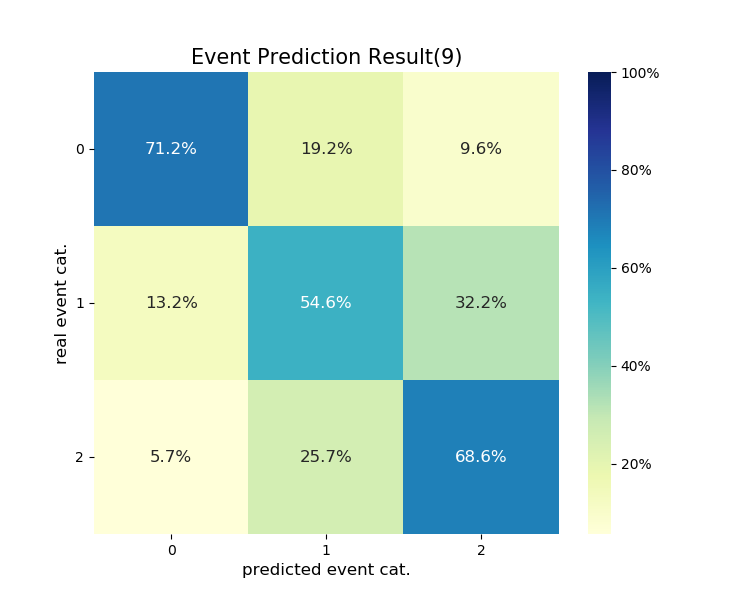 Event Prediction Result(9)
100%
0 71.2% 19.2% 9.6%
80%
real event cat.
60%
1 13.2% 54.6% 32.2%
40%
2 5.7% 25.7% 68.6%
20%
0 1 2
predicted event cat.